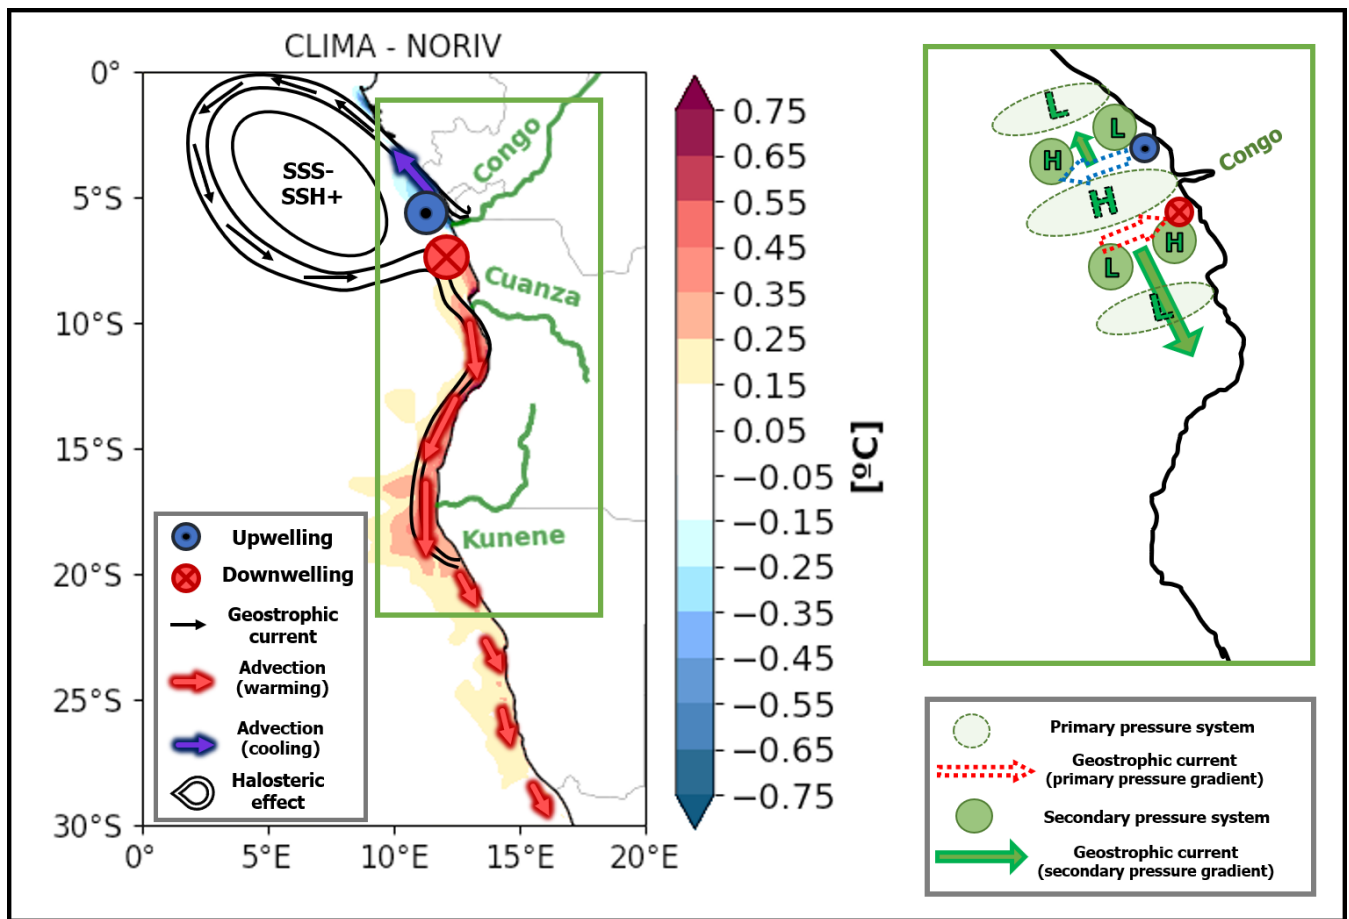 CLIMA - NORIV
0°
5°S
10°S
15°S
20°S
25°S
30°S
0°
5°E
10°E
15°E
20°E
SSS-
SSH+
Congo
Cuanza
Kunene
Upwelling
Downwelling
Geostrophic
current
Advection
(warming)
Advection
(cooling)
Halosteric
effect
0.75
0.65
0.55
0.45
0.35
0.25
0.15
0.05
−0.05
−0.15
−0.25
−0.35
−0.45
−0.55
−0.65
−0.75
[ºC]
L
L
H
H
Congo
H
L
L
Primary pressure system
Geostrophic current
(primary pressure gradient)
Secondary pressure system
Geostrophic current
(secondary pressure gradient)